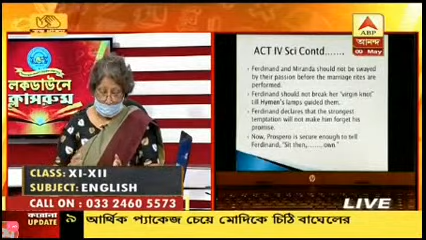 লকডাউনে
ক্লাসরুম
ACT IV Sci Contd.......
Ferdinand and Miranda should not be swayed
by their passion before the marriage rites are
performed.
Ferdinand should not break her "virgin knot"
till Hymen's lamps guided them.
Ferdinand declares that the strongest
temptation will not make him forget his
promise.
Now, Prospero is secure enough to tell
Ferdinand, "Sit then,........ own."
abp
আনন্দ
09 May
CLASS: XI-XII
SUBJECT: ENGLISH
CALL ON : 033 2460 5573
LIVE
করোনা
UPDATE
৯ আর্থিক প্যাকেজ চেয়ে মোদিকে চিঠি বাঘেলের